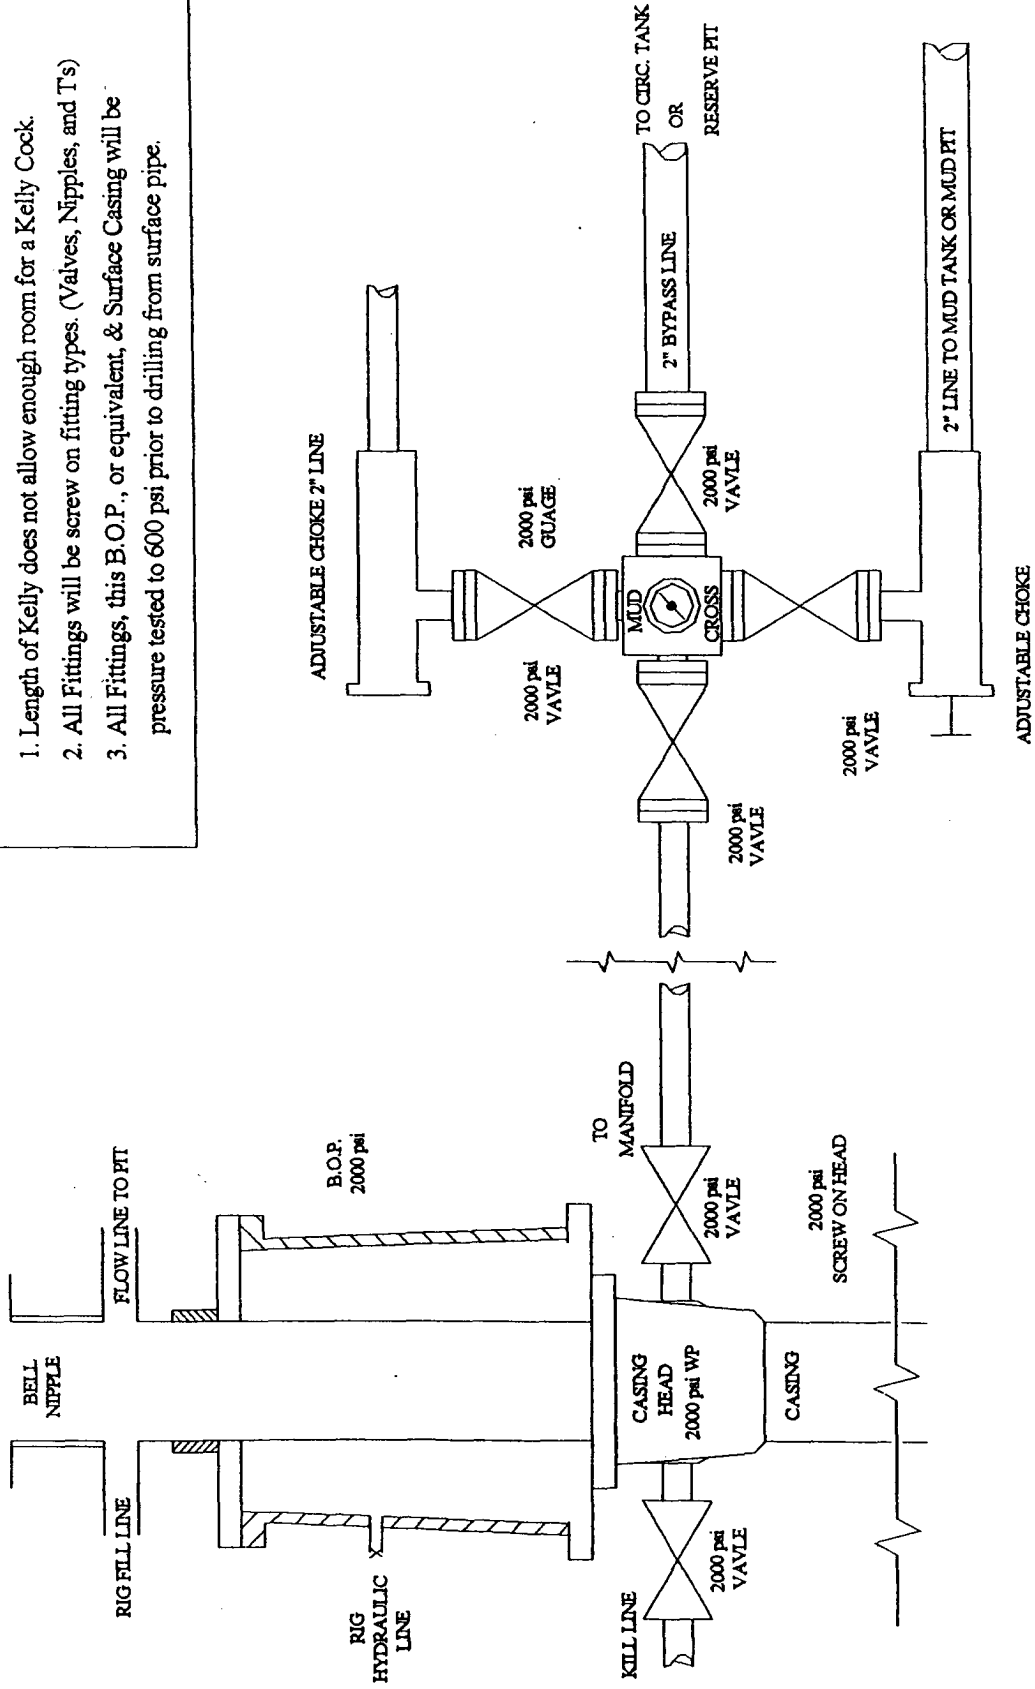 1. Length of Kelly does not allow enough room for a Kelly Cock.
2. All Fittings will be screw on fitting types. (Valves, Nipples, and T's)
3. All Fittings, this B.O.P., or equivalent, & Surface Casing will be
pressure tested to 600 psi prior to drilling from surface pipe.
BELL
NIPPLE
RIG FILL LINE
FLOW LINE TO PIT
B.O.P.
2000 psi
RIG
HYDRAULIC
LINE
KILL LINE
2000 psi
VAVLE
CASING
HEAD
2000 psi WP
CASING
TO
MANIFOLD
2000 psi
VAVLE
2000 psi
SCREW ON HEAD
ADJUSTABLE CHOKE 2" LINE
2000 psi
VAVLE
2000 psi
GUAGE
2000 psi
VAVLE
MUD
CROSS
2000 psi
VAVLE
2" BYPASS LINE
TO CIRC. TANK
OR
RESERVE PIT
2000 psi
VAVLE
2" LINE TO MUD TANK OR MUD PIT
ADJUSTABLE CHOKE